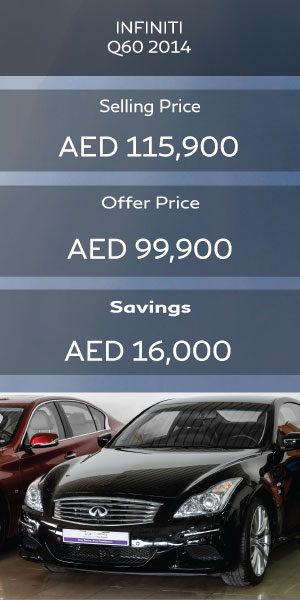 INFINITI
Q60 2014
Selling Price
AED 115,900
Offer Price
AED 99,900
Savings
AED 16,000